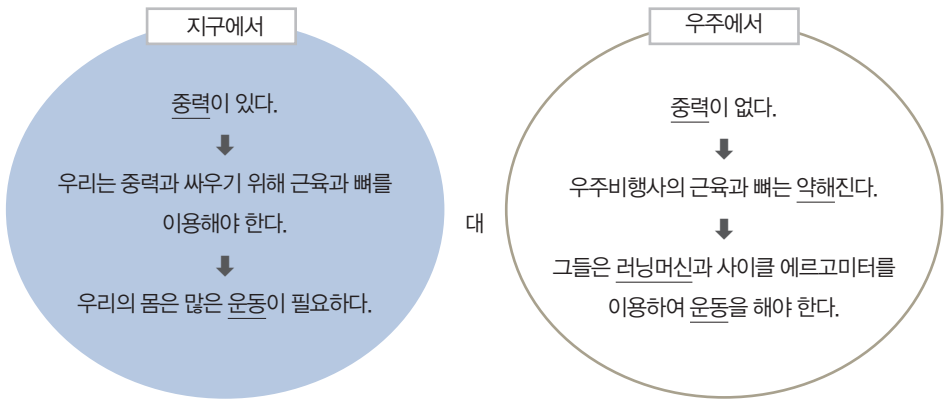 지구에서
중력이 있다.
우리는 중력과 싸우기 위해 근육과 뼈를
이용해야 한다.
우리의 몸은 많은 운동이 필요하다.
대
우주에서
중력이 없다.
우주비행사의 근육과 뼈는 약해진다.
그들은 러닝머신과 사이클 에르고미터를
이용하여 운동을 해야 한다.